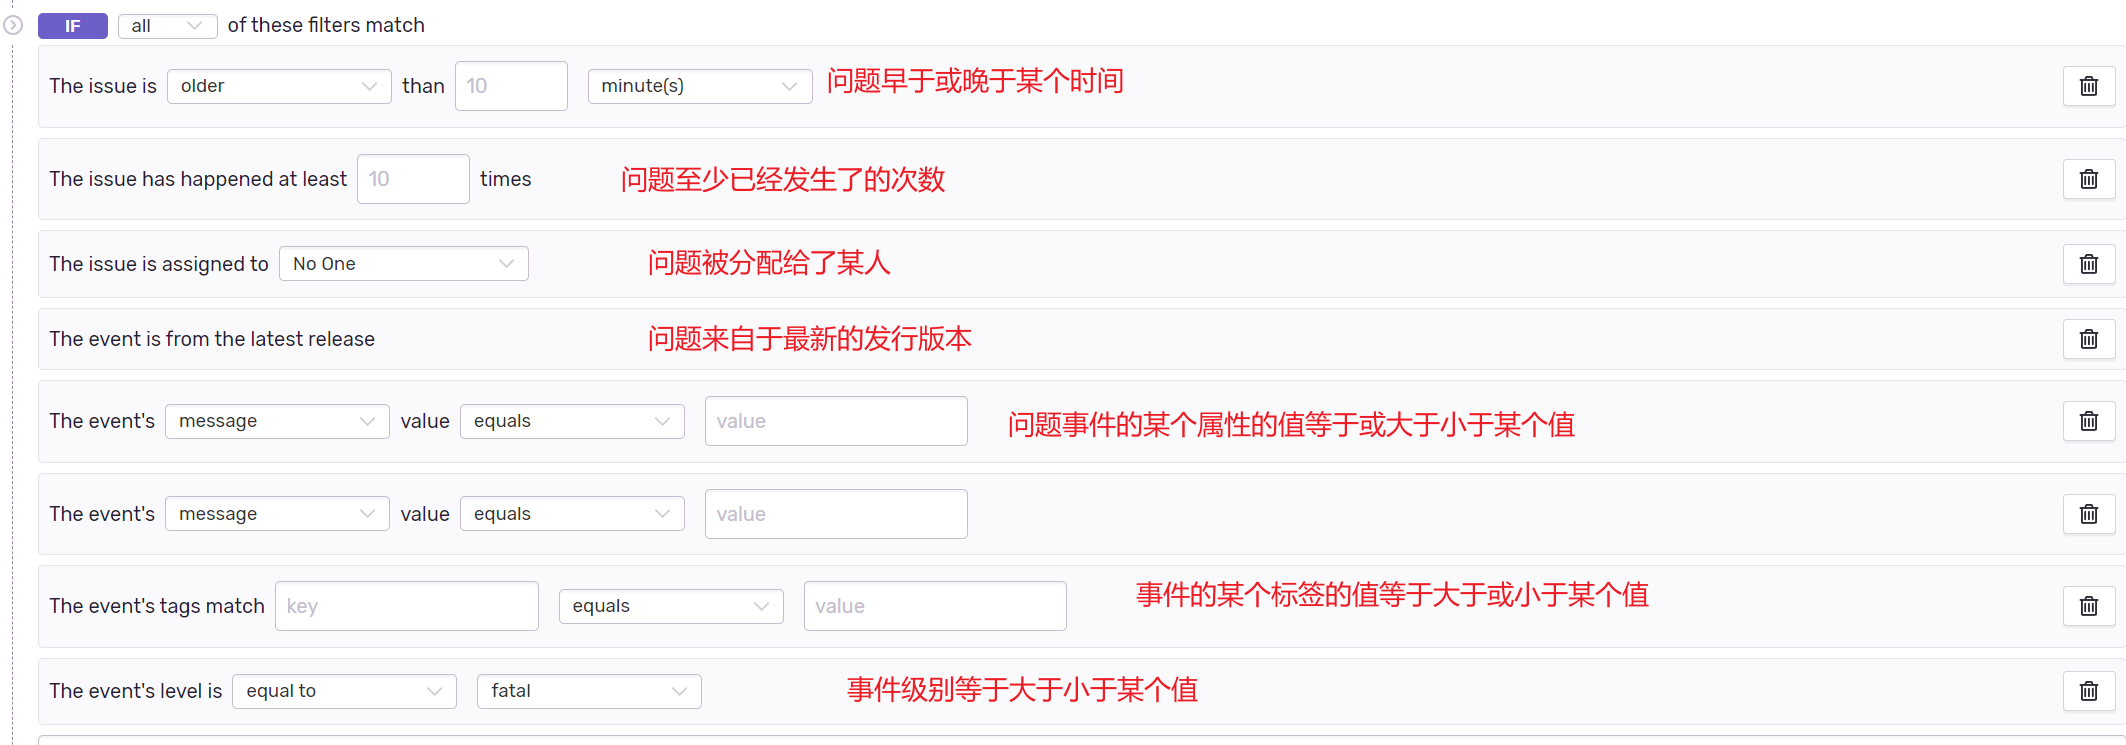 IF all of these filters match
The issue is older than 10 minute(s) 问题早于或晚于某个时间
The issue has happened at least 10 times 问题至少已经发生了的次数
The issue is assigned to No One 问题被分配给了某人
The event is from the latest release 问题来自于最新的发行版本
The event's message value equals value 问题事件的某个属性的值等于或大于小于某个值
The event's message value equals value
The event's tags match key equals value 事件的某个标签的值等于大于或小于某个值
The event's level is equal to fatal 事件级别等于大于小于某个值